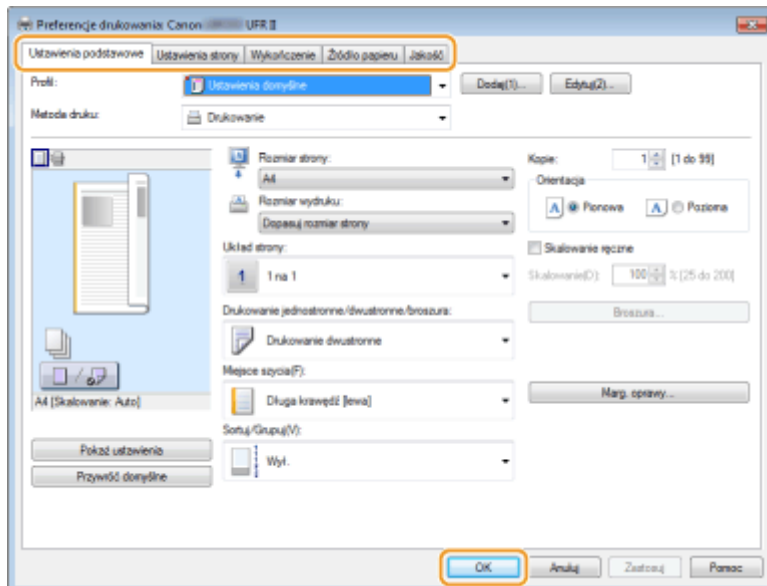 Preferencje drukowania: Canon UFR II
Ustawienia podstawowe Ustawienia strony Wykończenie Źródło papieru Jakość
Profil: Ustawienia domyślne Dodaj(1)... Edytuj(2)...
Metoda druku: Drukowanie
Rozmiar strony: Kopie: 1 [1 do 99]
A4 Orientacja
Rozmiar wydruku: A Pionowa A Pozioma
Dopasuj rozmiar strony
Układ strony: Skalowanie ręczne
1 1 na 1 Skalowanie(D): 100 % [25 do 200]
Drukowanie jednostronne/dwustronne/broszura: Broszura...
Drukowanie dwustronne
Miejsce szycia(F):
Długa krawędź [lewa] Marg. oprawy...
A4 [Skalowanie: Auto]
Sortuj/Grupuj(V):
Pokaż ustawienia Wył.
Przywróć domyślne
OK Anuluj Zastosuj Pomoc